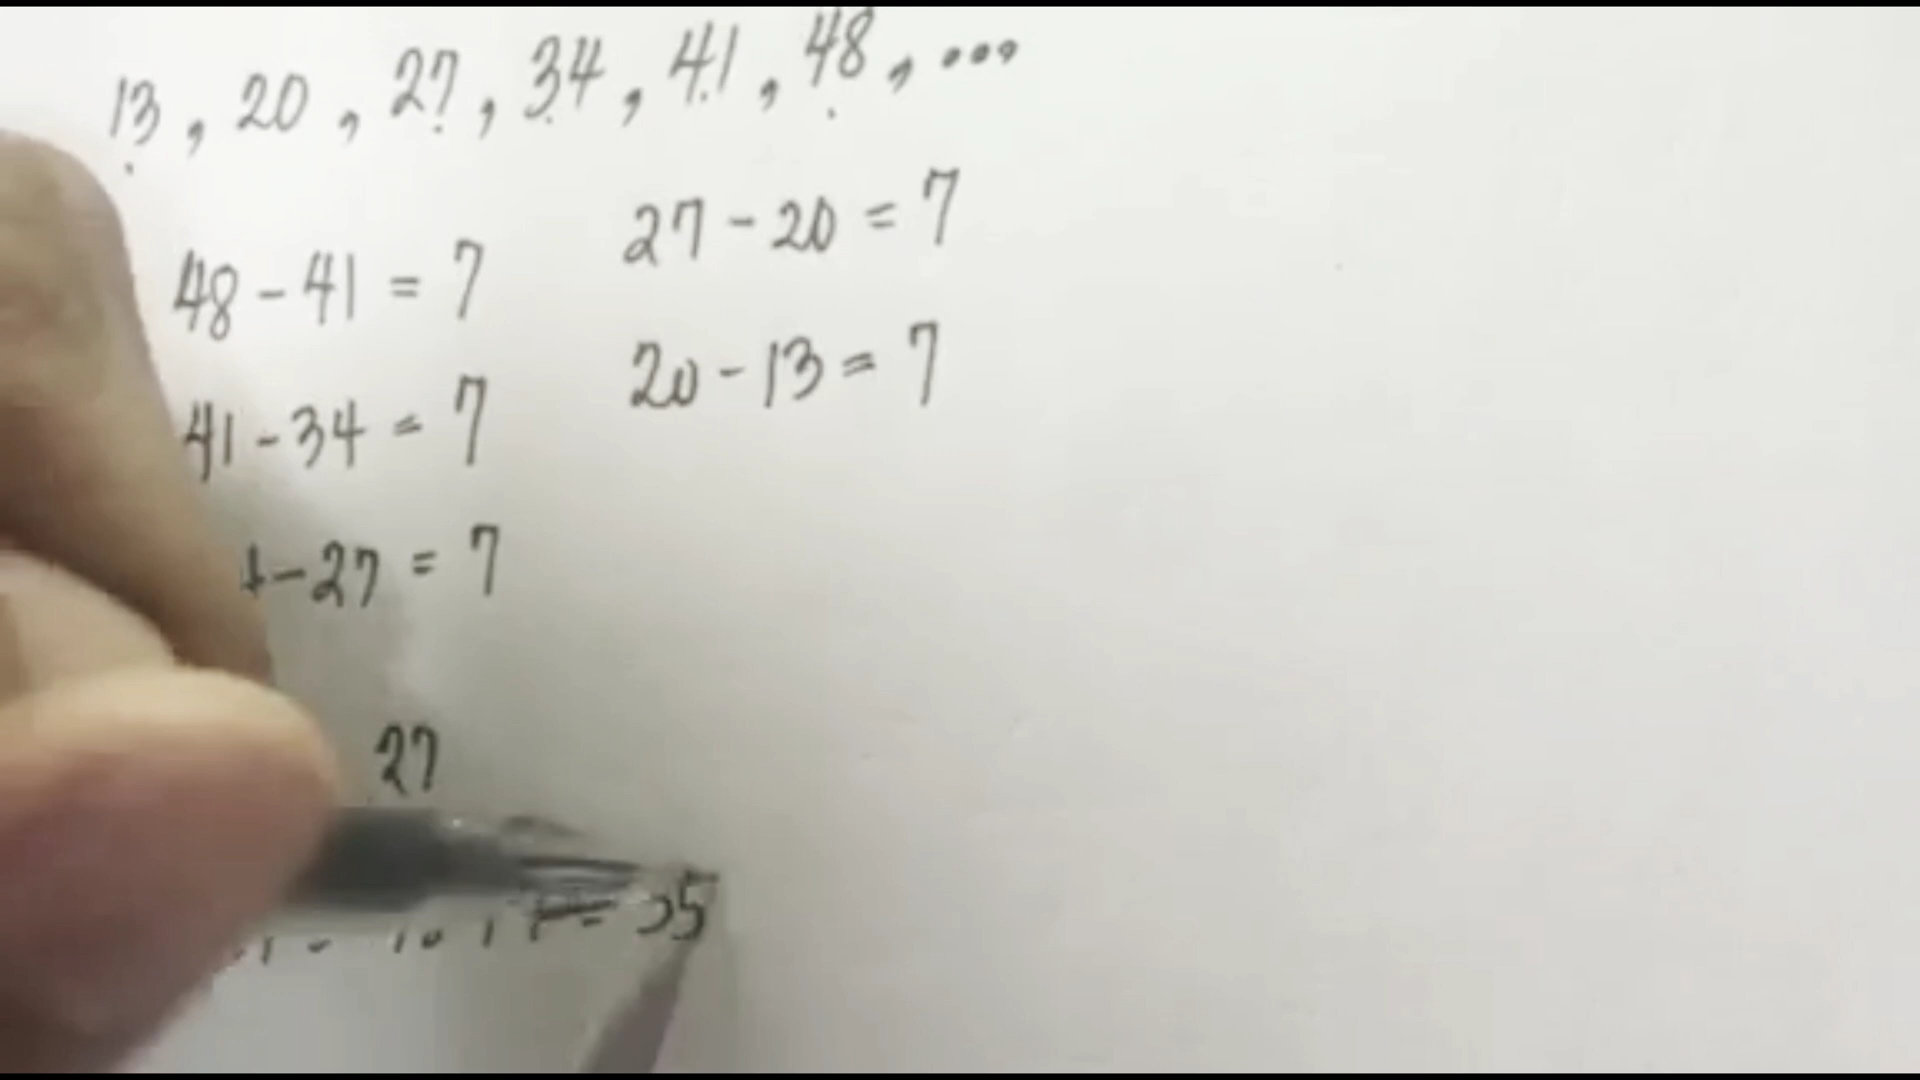 13, 20, 27, 34, 41, 48, ...
48 - 41 = 7
41 - 34 = 7
- 27 = 7
27 - 20 = 7
20 - 13 = 7
27